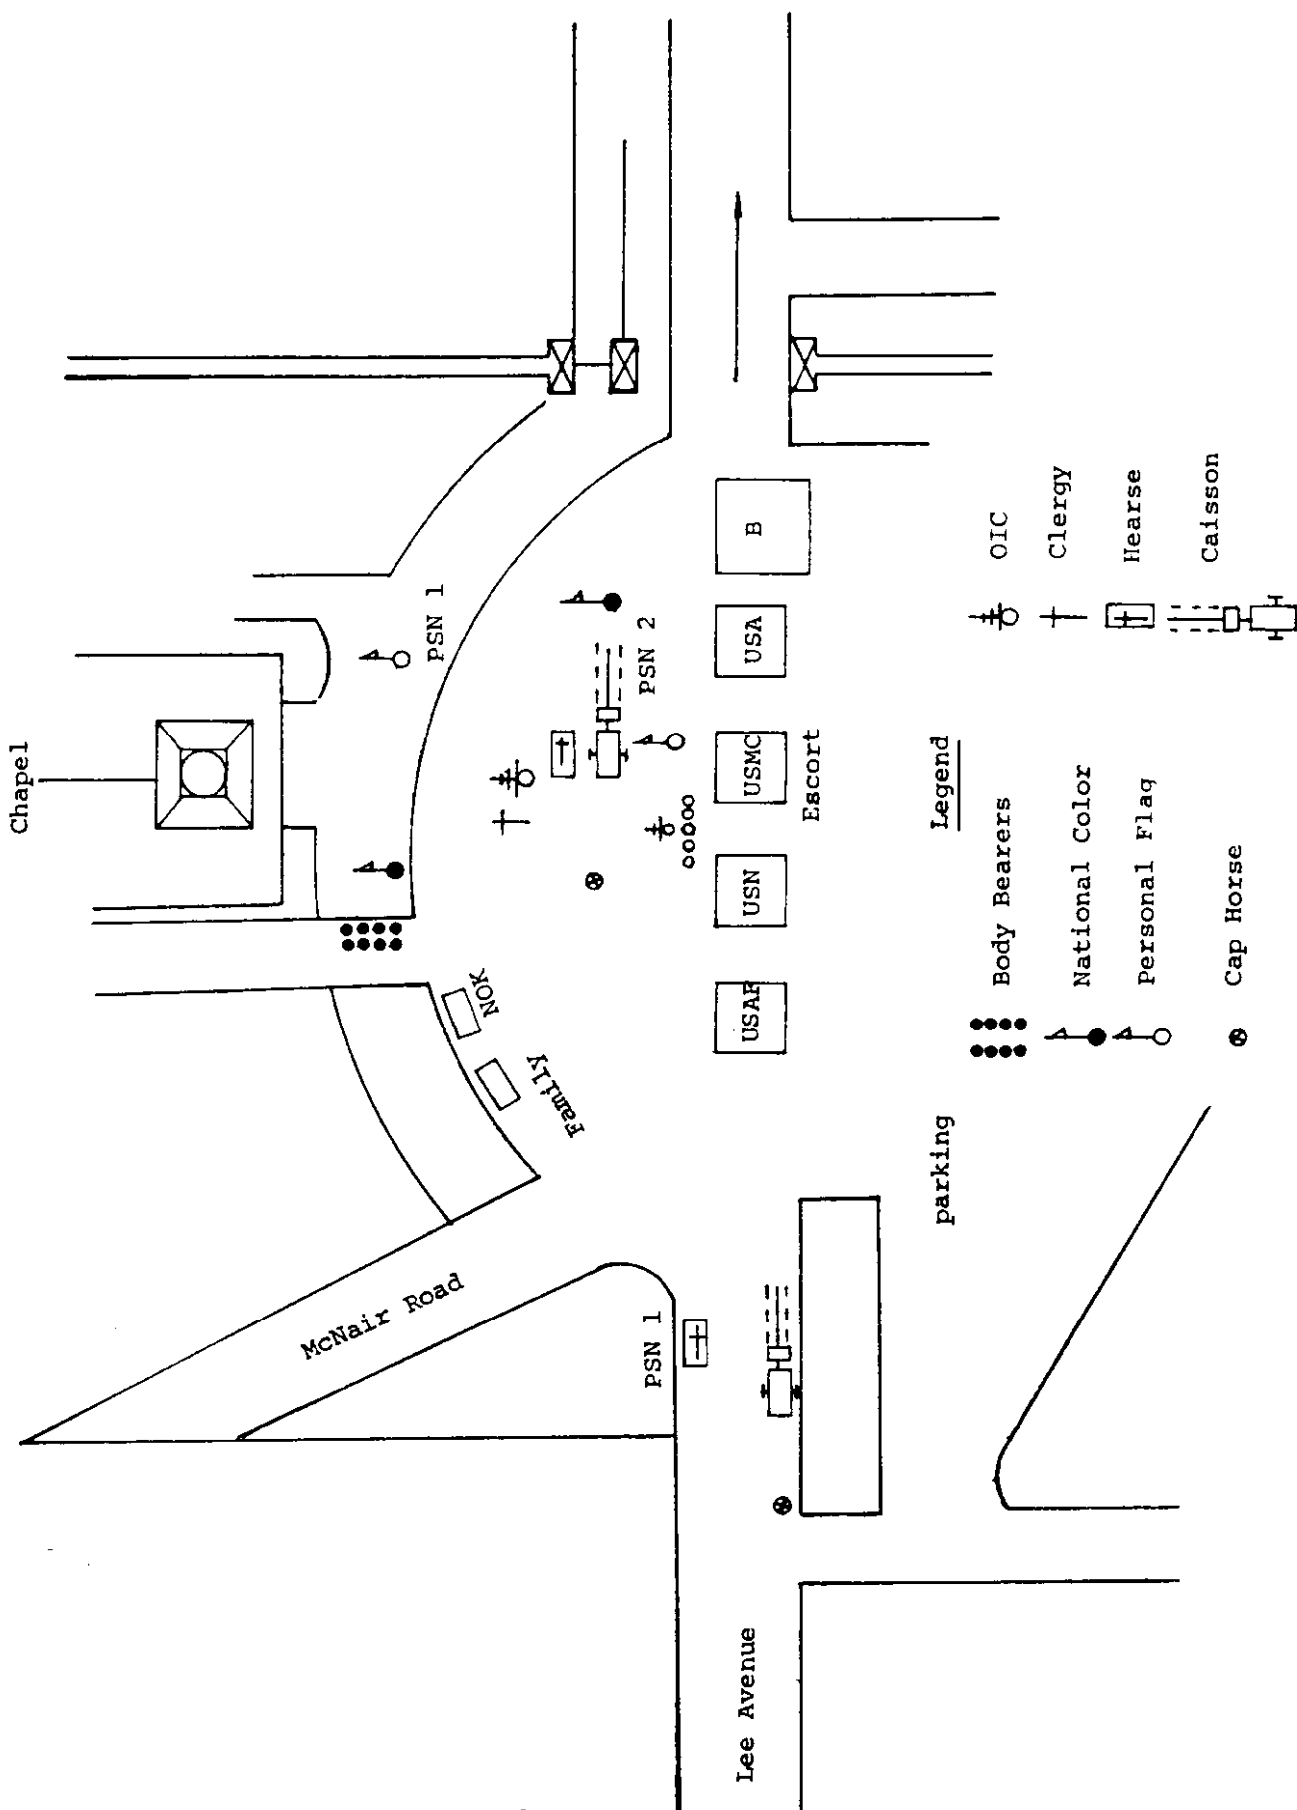 Chapel
PSN 1
PSN 2
NOK
Family
McNair Road
PSN 1
B
USA
USMC
USN
USAF
Escort
parking
Lee Avenue
Legend
Body Bearers
National Color
Personal Flag
Cap Horse
OIC
Clergy
Hearse
Caisson